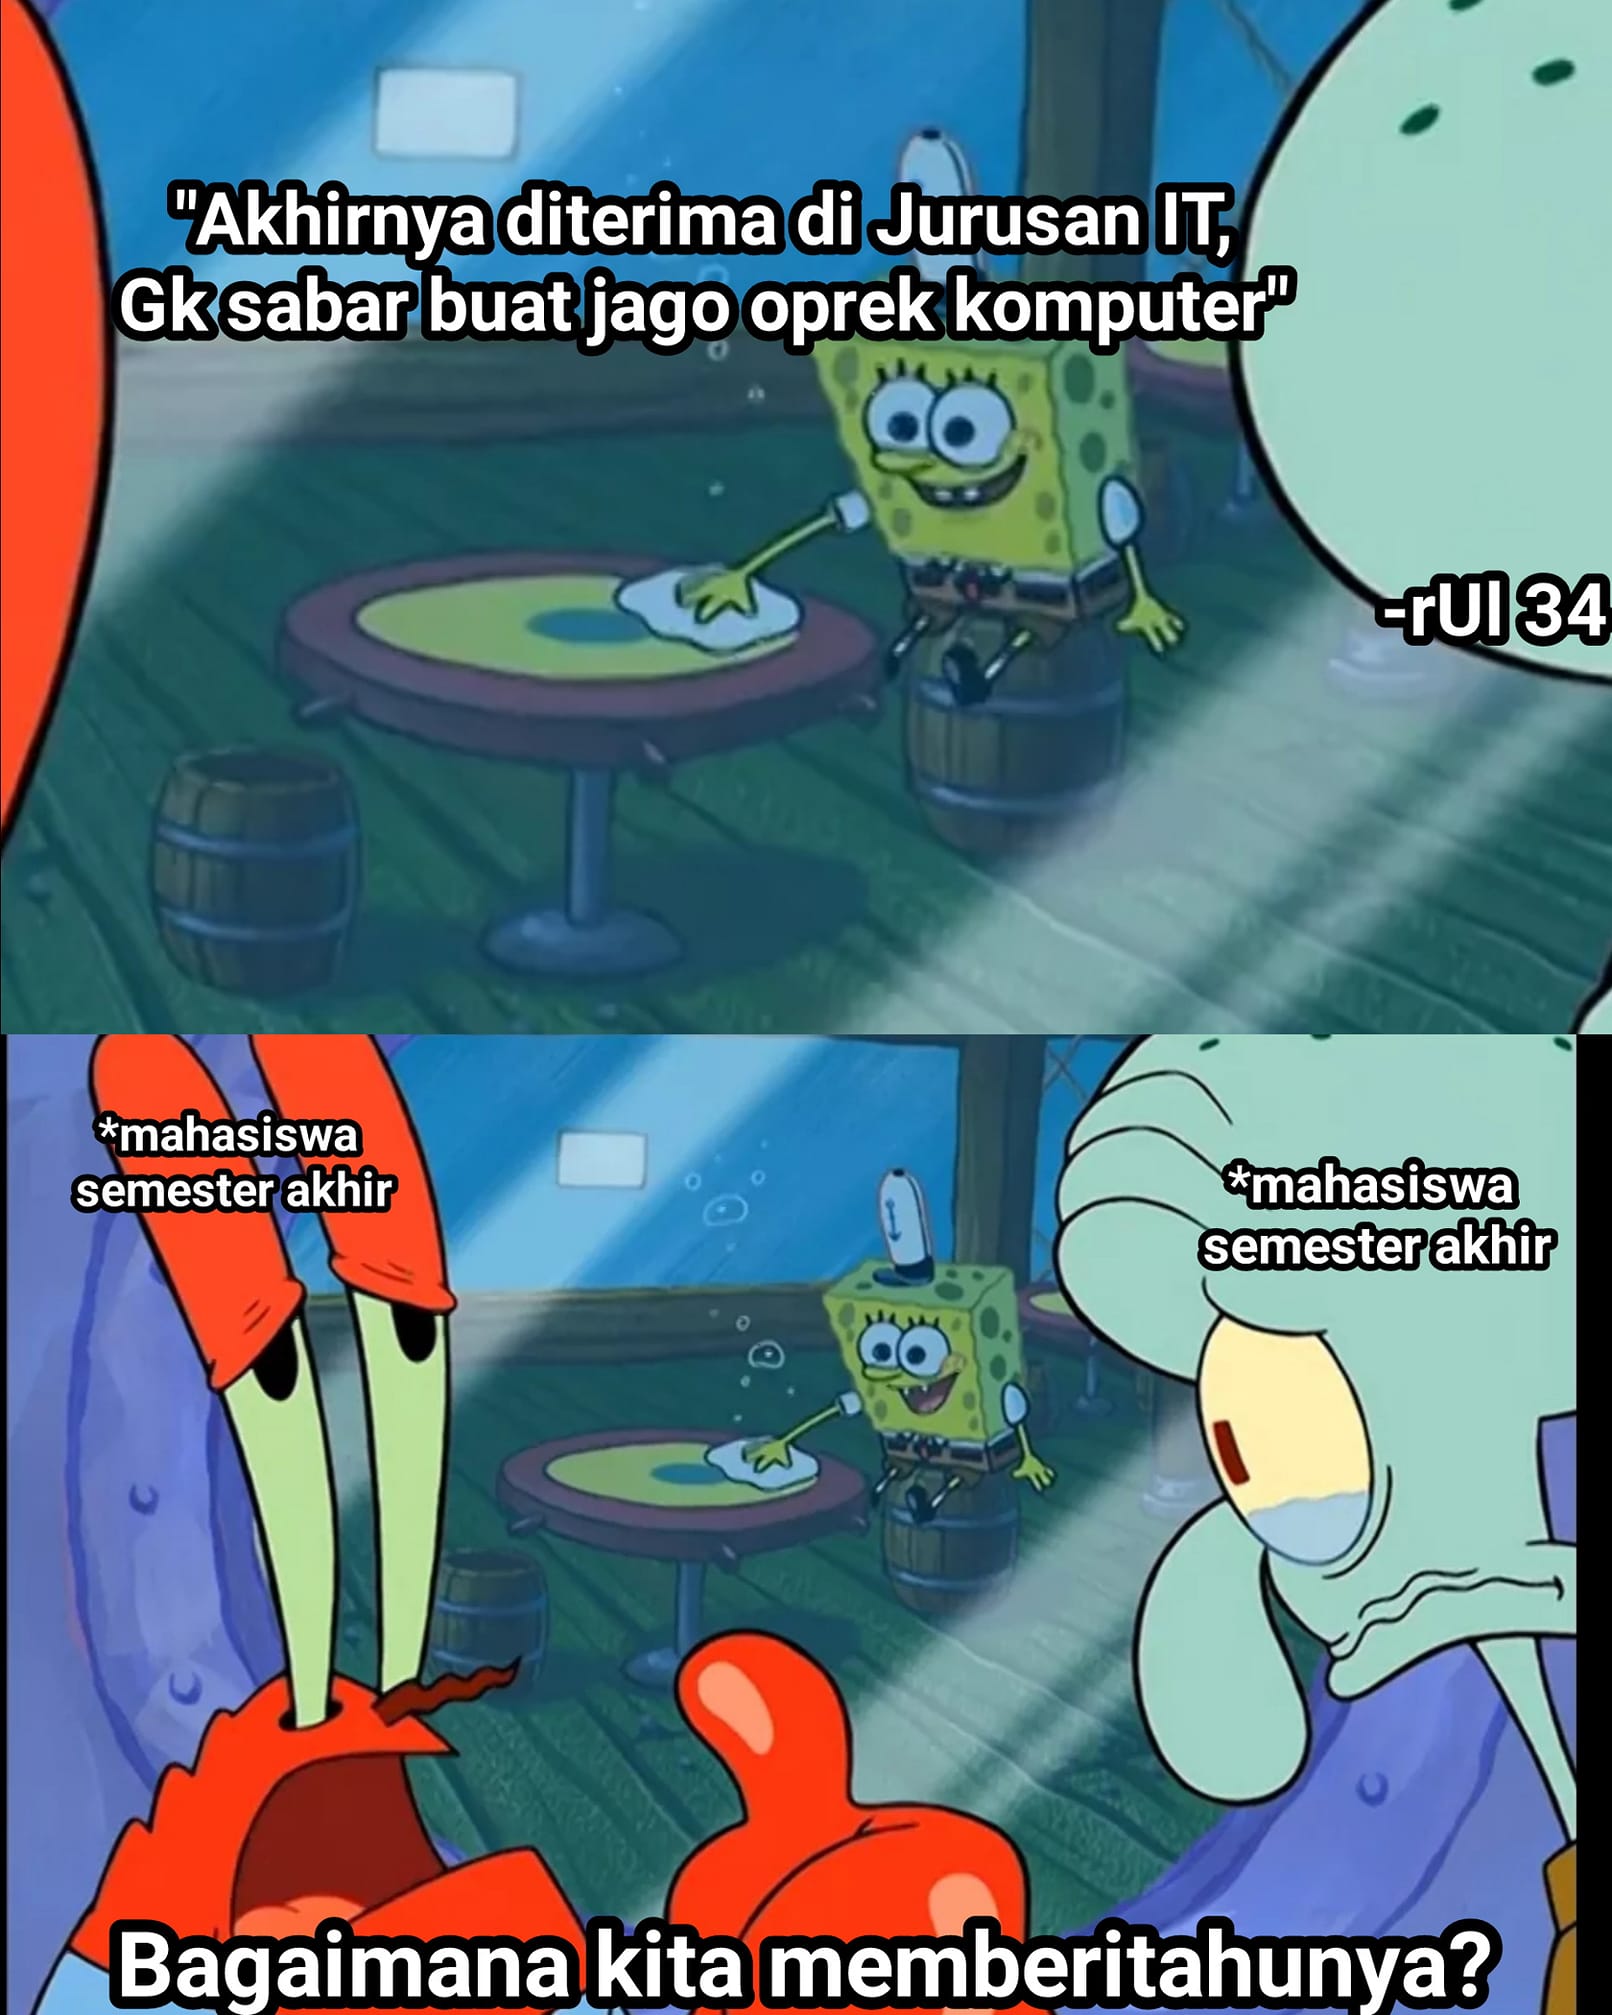 "Akhirnya diterima di Jurusan IT,
Gk sabar buat jago oprek komputer"
-rUl 34
*mahasiswa
semester akhir
*mahasiswa
semester akhir
Bagaimana kita memberitahunya?